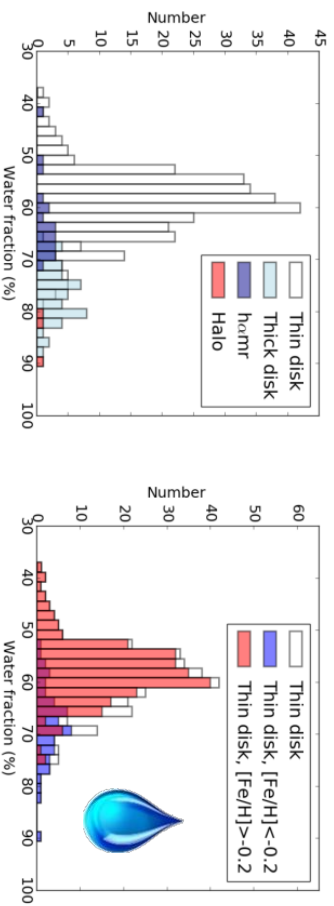 Number
45
40
35
30
25
20
15
10
5
0
30 40 50 60 70 80 90 100
Water fraction (%)
Thin disk
Thick disk
hαmr
Halo
Number
60
50
40
30
20
10
0
30 40 50 60 70 80 90 100
Water fraction (%)
Thin disk
Thin disk, [Fe/H]<-0.2
Thin disk, [Fe/H]>-0.2